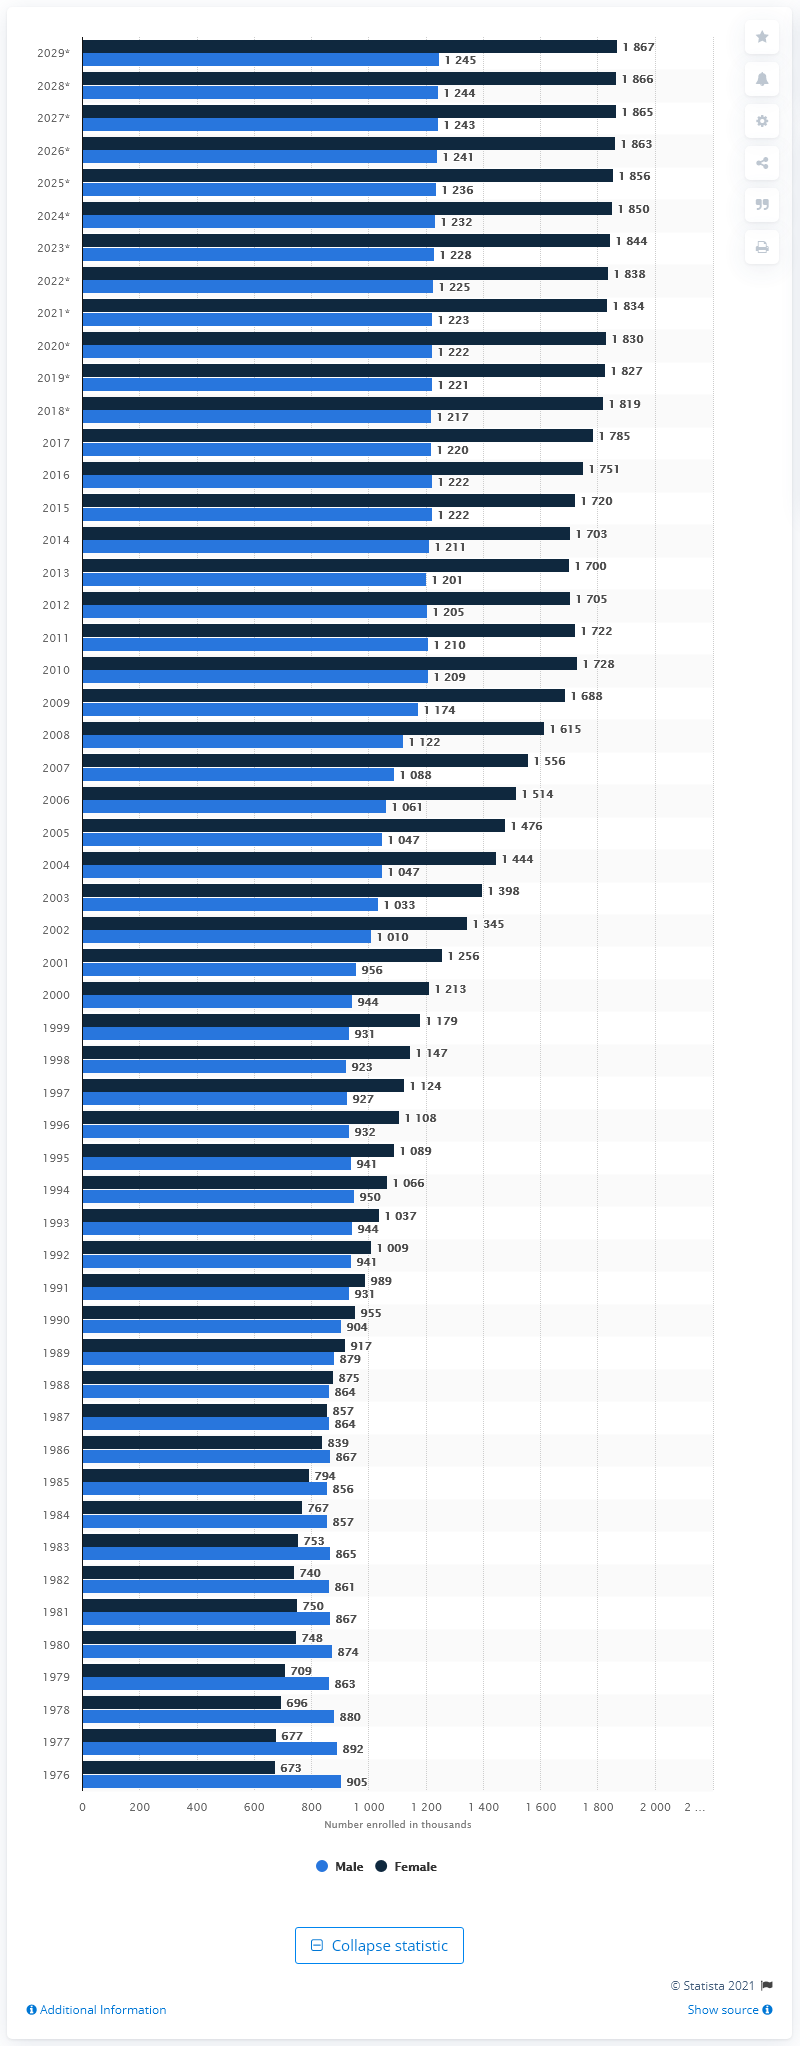 2029* 1 867
1 245
2028* 1 866
1 244
2027* 1 865
1 243
2026* 1 863
1 241
2025* 1 856
1 236
2024* 1 850
1 232
2023* 1 844
1 228
2022* 1 838
1 225
2021* 1 834
1 223
2020* 1 830
1 222
2019* 1 827
1 221
2018* 1 819
1 217
2017 1 785
1 220
2016 1 751
1 222
2015 1 720
1 222
2014 1 703
1 211
2013 1 700
1 201
2012 1 705
1 205
2011 1 722
1 210
2010 1 728
1 209
2009 1 688
1 174
2008 1 615
1 122
2007 1 556
1 088
2006 1 514
1 061
2005 1 476
1 047
2004 1 444
1 047
2003 1 398
1 033
2002 1 345
1 010
2001 1 256
956
2000 1 213
944
1999 1 179
931
1998 1 147
923
1997 1 124
927
1996 1 108
932
1995 1 089
941
1994 1 066
950
1993 1 037
944
1992 1 009
941
1991 989
931
1990 955
904
1989 917
879
1988 875
864
1987 857
864
1986 839
867
1985 794
856
1984 767
857
1983 753
865
1982 740
861
1981 750
867
1980 748
874
1979 709
863
1978 696
880
1977 677
892
1976 673
905
0 200 400 600 800 1 000 1 200 1 400 1 600 1 800 2 000 2 ...
Number enrolled in thousands
Male Female
Collapse statistic
© Statista 2021
Additional Information Show source